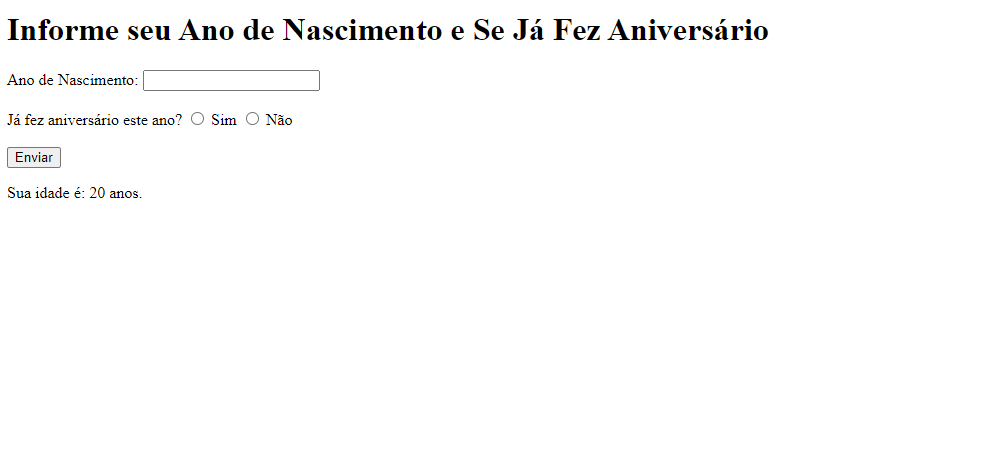 Informe seu Ano de Nascimento e Se Já Fez Aniversário
Ano de Nascimento:
Já fez aniversário este ano? Sim Não
Enviar
Sua idade é: 20 anos.